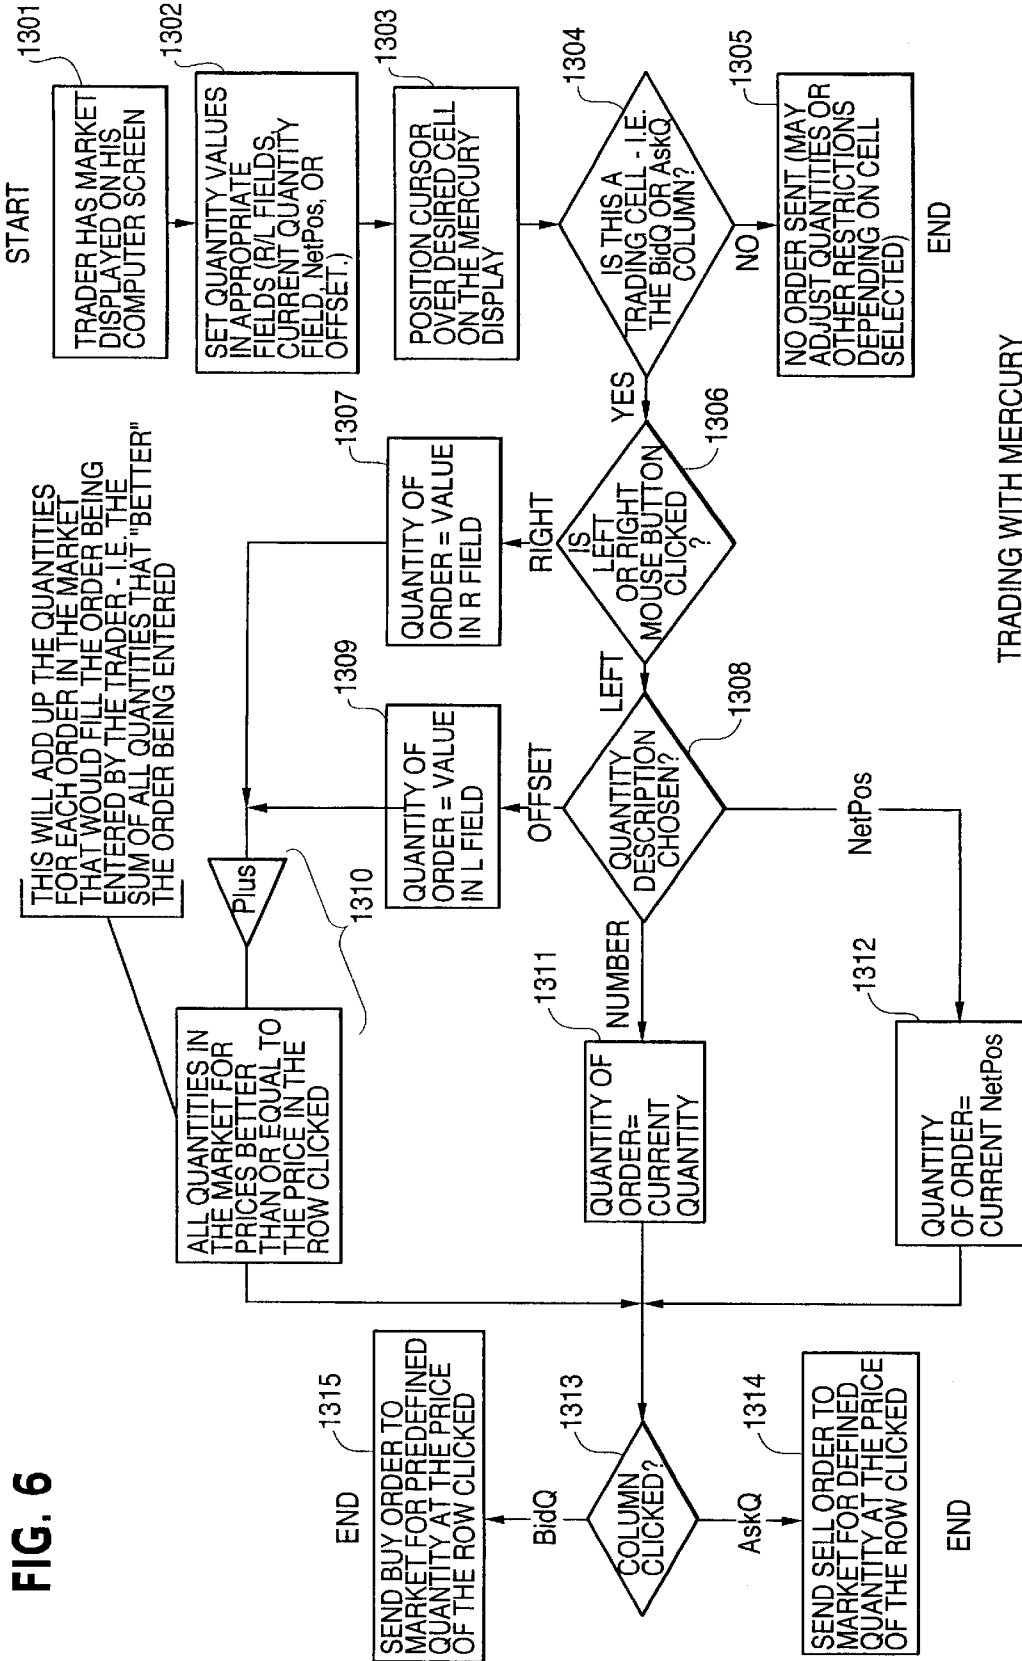 FIG. 6
START
1301
TRADER HAS MARKET
DISPLAYED ON HIS
COMPUTER SCREEN
1302
SET QUANTITY VALUES
IN APPROPRIATE
FIELDS (R/L FIELDS,
CURRENT QUANTITY
FIELD, NetPos, OR
OFFSET.)
1303
POSITION CURSOR
OVER DESIRED CELL
ON THE MERCURY
DISPLAY
1304
IS THIS A
TRADING CELL - I.E.
THE BidQ OR AskQ
COLUMN?
NO
1305
NO ORDER SENT (MAY
ADJUST QUANTITIES OR
OTHER RESTRICTIONS
DEPENDING ON CELL
SELECTED)
END
YES
1306
IS
LEFT
OR RIGHT
MOUSE BUTTON
CLICKED
?
RIGHT
1307
QUANTITY OF
ORDER = VALUE
IN R FIELD
LEFT
1308
QUANTITY
DESCRIPTION
CHOSEN?
OFFSET
1309
QUANTITY OF
ORDER = VALUE
IN L FIELD
THIS WILL ADD UP THE QUANTITIES
FOR EACH ORDER IN THE MARKET
THAT WOULD FILL THE ORDER BEING
ENTERED BY THE TRADER - I.E. THE
SUM OF ALL QUANTITIES THAT "BETTER"
THE ORDER BEING ENTERED
Plus
1310
ALL QUANTITIES IN
THE MARKET FOR
PRICES BETTER
THAN OR EQUAL TO
THE PRICE IN THE
ROW CLICKED
NUMBER
1311
QUANTITY OF
ORDER=
CURRENT
QUANTITY
NetPos
1312
QUANTITY
OF ORDER=
CURRENT NetPos
1313
COLUMN
CLICKED?
BidQ
1315
SEND BUY ORDER TO
MARKET FOR PREDEFINED
QUANTITY AT THE PRICE
OF THE ROW CLICKED
END
AskQ
1314
SEND SELL ORDER TO
MARKET FOR DEFINED
QUANTITY AT THE PRICE
OF THE ROW CLICKED
END
TRADING WITH MERCURY